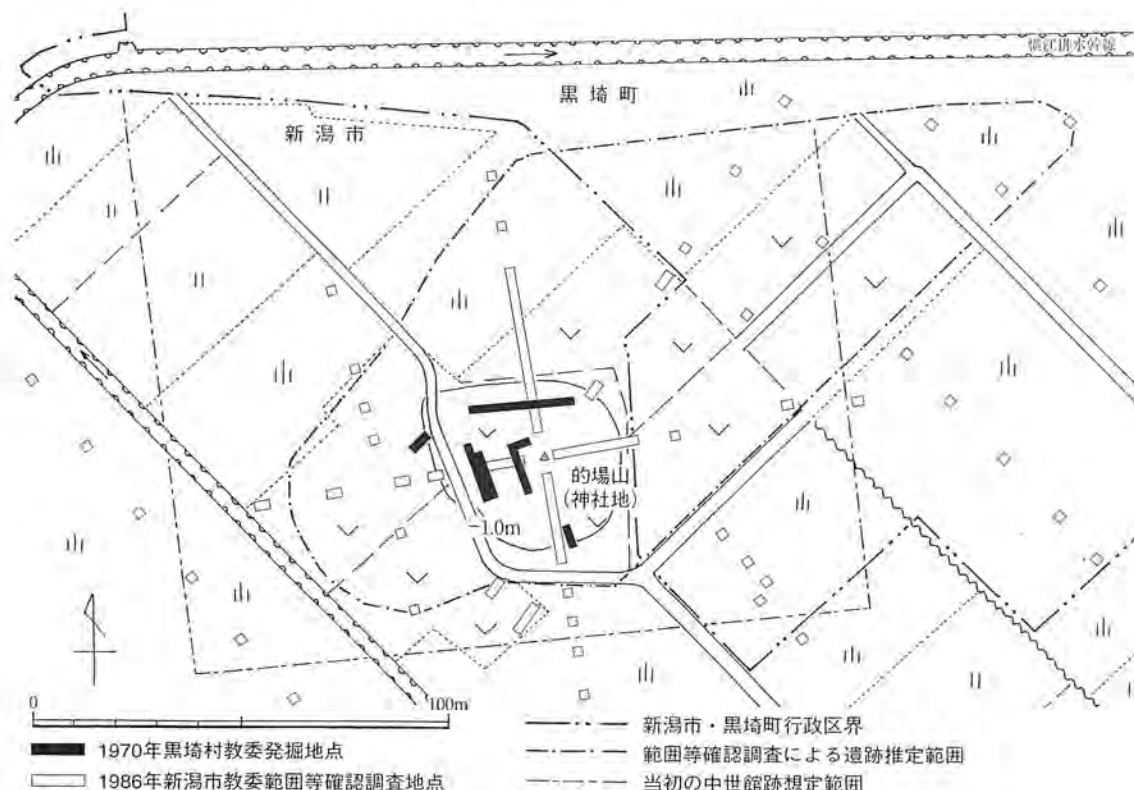 黒埼町
新潟市
的場山
(神社地)
-1.0m
0
100m
1970年黒埼村教委発掘地点
1986年新潟市教委範囲等確認調査地点
新潟市・黒埼町行政区界
範囲等確認調査による遺跡推定範囲
当初の中世館跡想定範囲